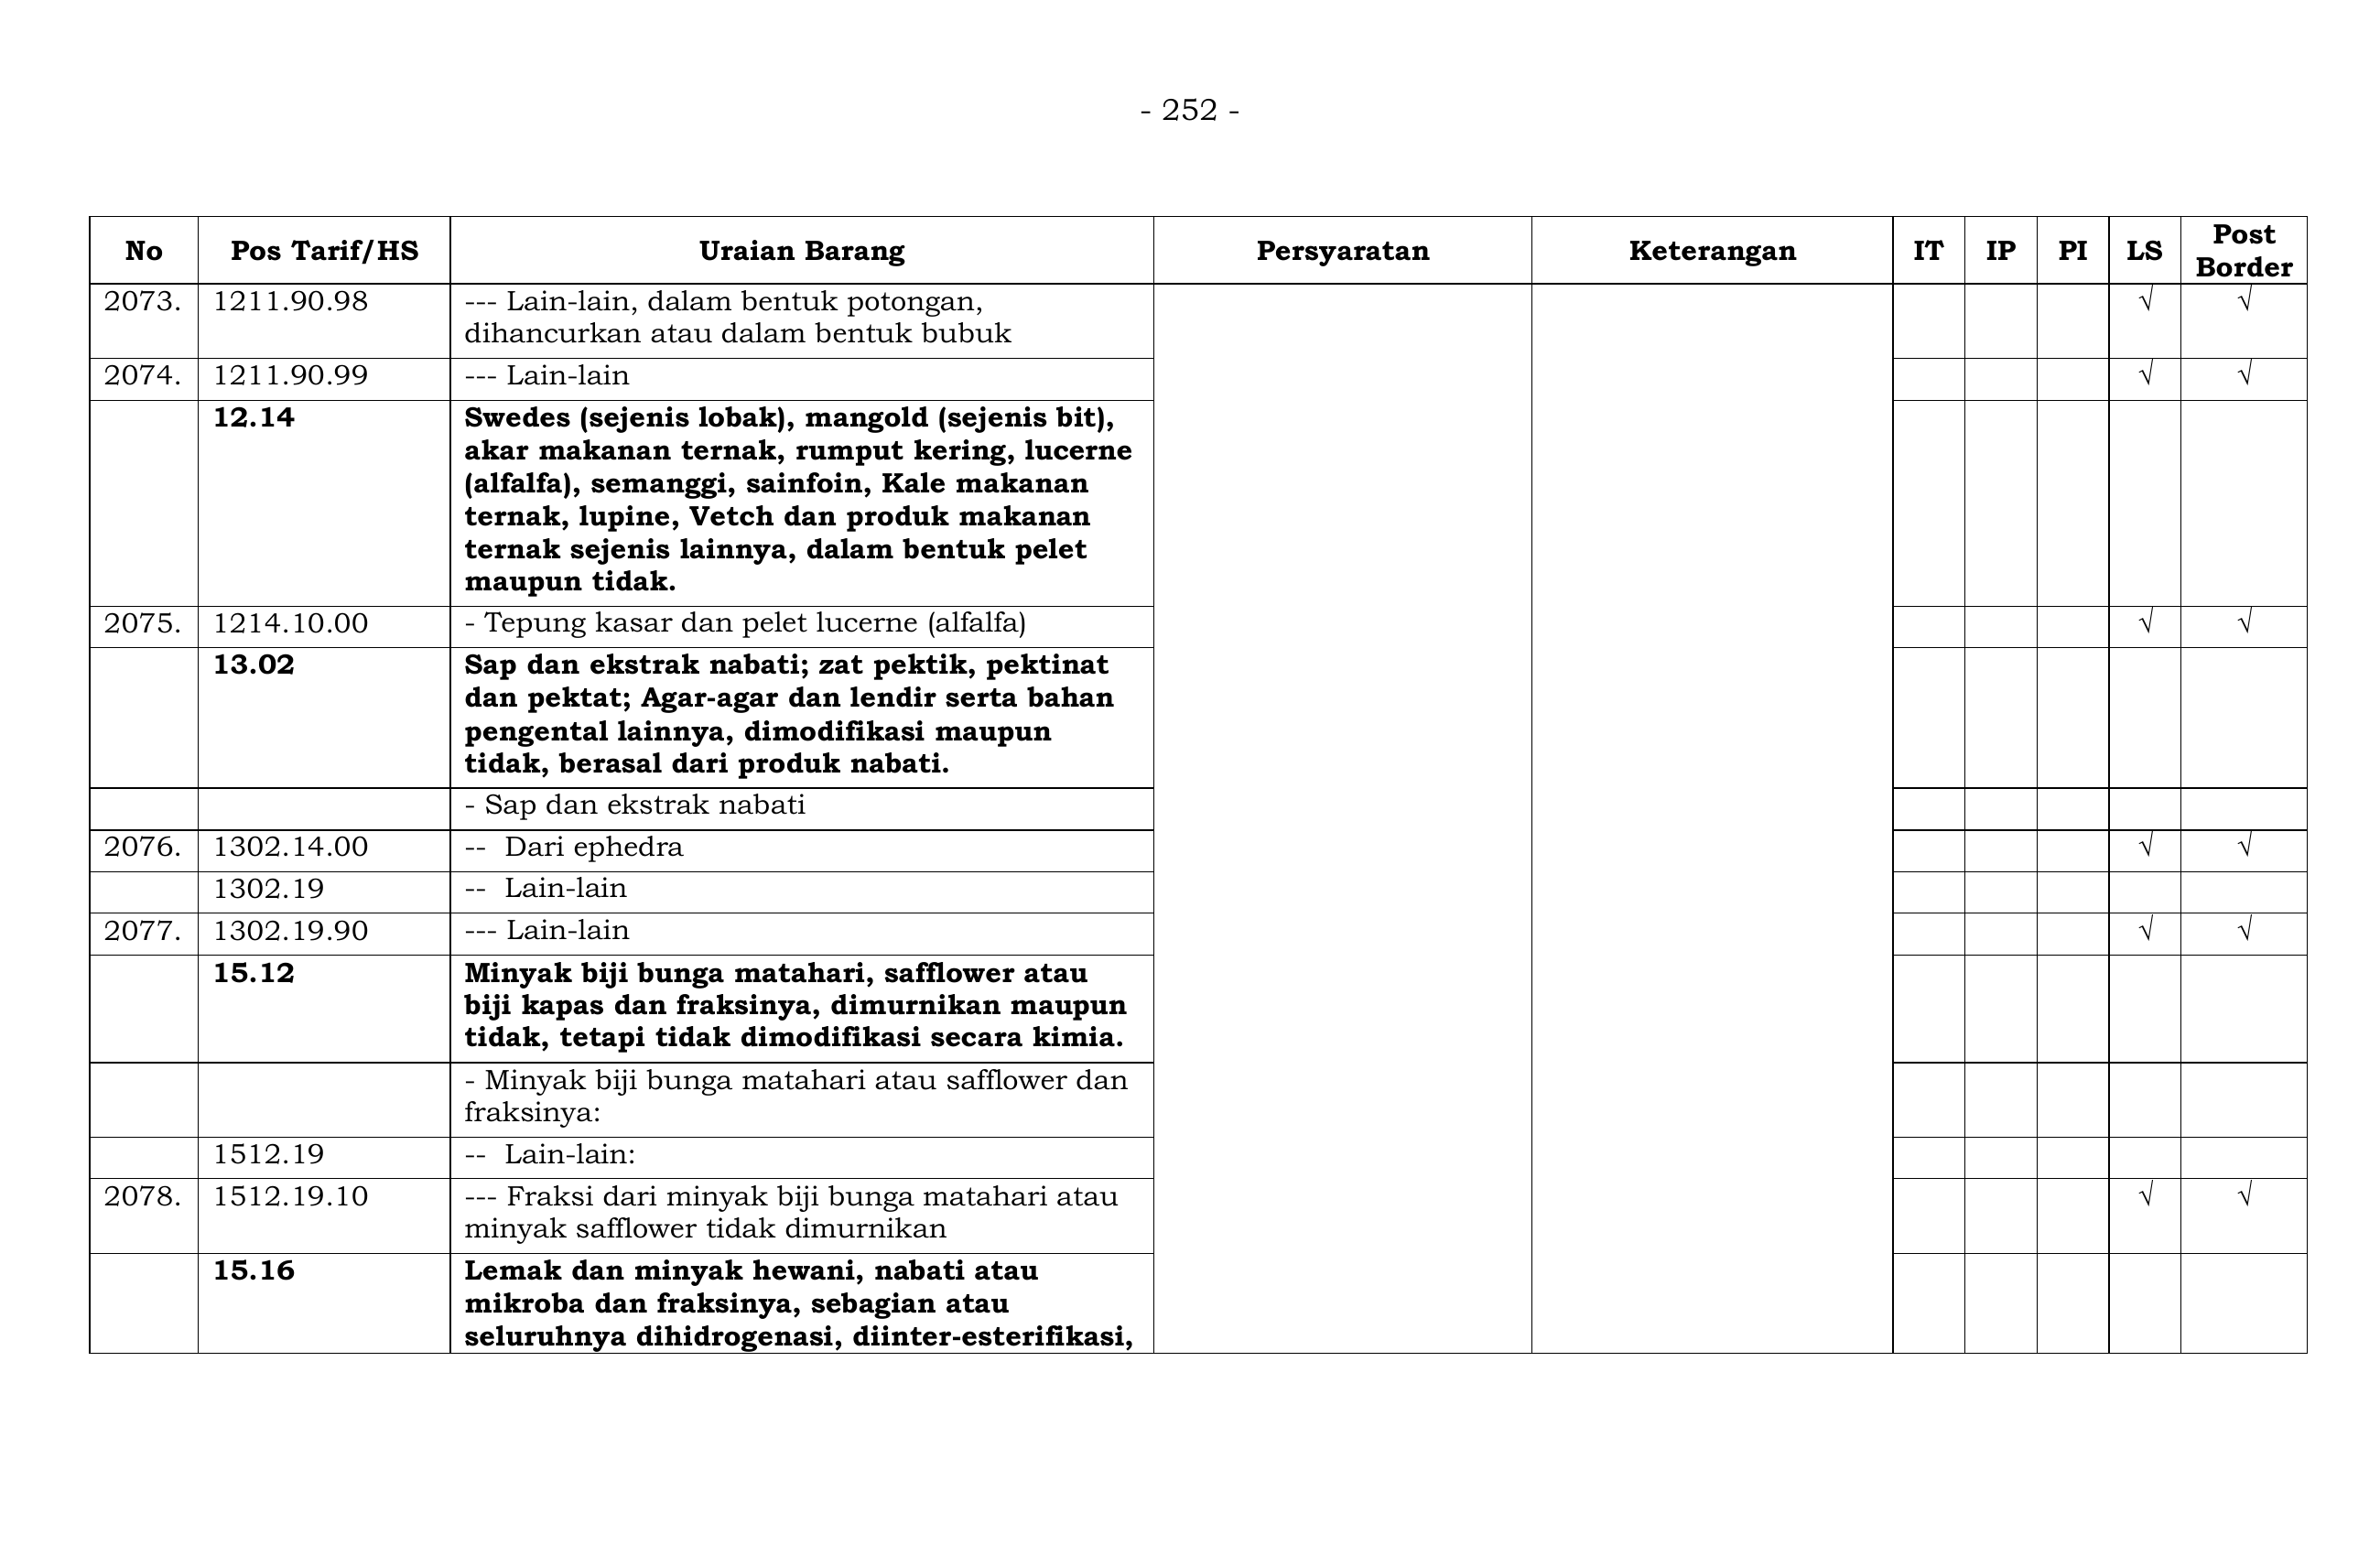 - 252 -
No Pos Tarif/HS Uraian Barang Persyaratan Keterangan IT IP PI LS Post Border
2073. 1211.90.98 --- Lain-lain, dalam bentuk potongan, √ √
dihancurkan atau dalam bentuk bubuk
2074. 1211.90.99 --- Lain-lain √ √
12.14 Swedes (sejenis lobak), mangold (sejenis bit),
akar makanan ternak, rumput kering, lucerne
(alfalfa), semanggi, sainfoin, Kale makanan
ternak, lupine, Vetch dan produk makanan
ternak sejenis lainnya, dalam bentuk pelet
maupun tidak.
2075. 1214.10.00 - Tepung kasar dan pelet lucerne (alfalfa) √ √
13.02 Sap dan ekstrak nabati; zat pektik, pektinat
dan pektat; Agar-agar dan lendir serta bahan
pengental lainnya, dimodifikasi maupun
tidak, berasal dari produk nabati.
- Sap dan ekstrak nabati
2076. 1302.14.00 -- Dari ephedra √ √
1302.19 -- Lain-lain
2077. 1302.19.90 --- Lain-lain √ √
15.12 Minyak biji bunga matahari, safflower atau
biji kapas dan fraksinya, dimurnikan maupun
tidak, tetapi tidak dimodifikasi secara kimia.
- Minyak biji bunga matahari atau safflower dan
fraksinya:
1512.19 -- Lain-lain:
2078. 1512.19.10 --- Fraksi dari minyak biji bunga matahari atau √ √
minyak safflower tidak dimurnikan
15.16 Lemak dan minyak hewani, nabati atau
mikroba dan fraksinya, sebagian atau
seluruhnya dihidrogenasi, diinter-esterifikasi,